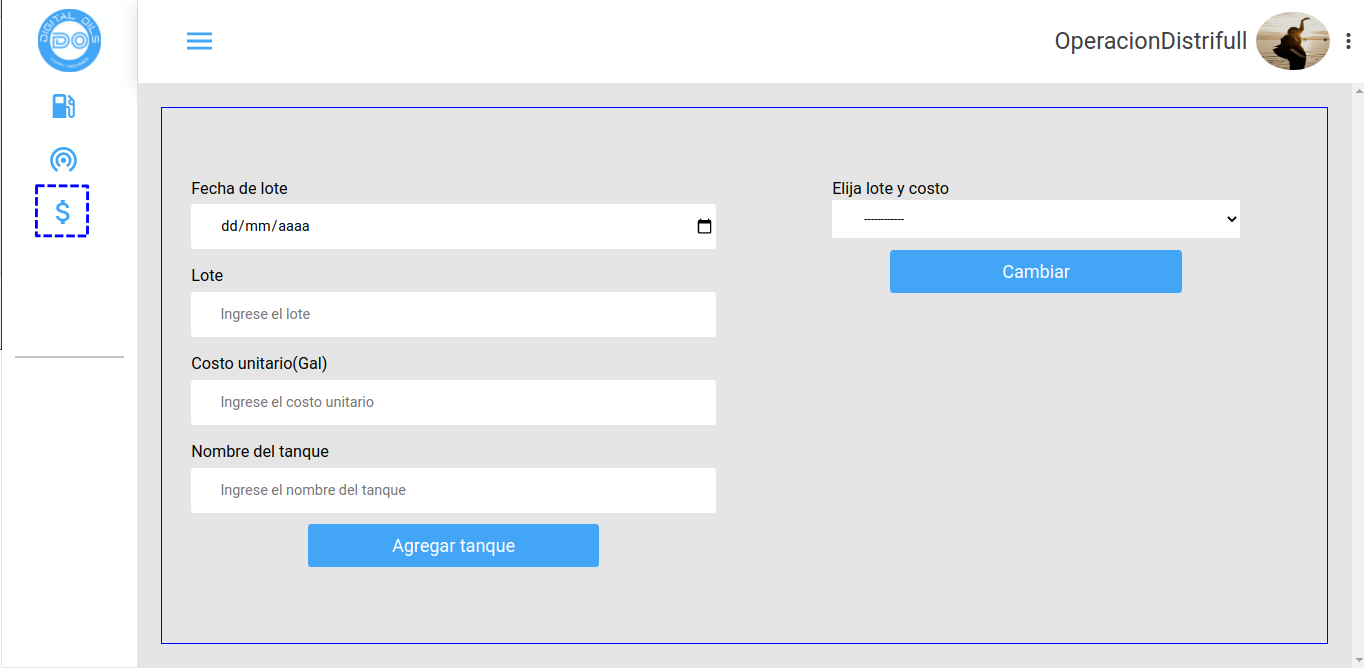 DIGITAL OILS
DO
OperacionDistrifull
$
Fecha de lote
dd/mm/aaaa
Lote
Ingrese el lote
Costo unitario(Gal)
Ingrese el costo unitario
Nombre del tanque
Ingrese el nombre del tanque
Agregar tanque
Elija lote y costo
-----------
Cambiar